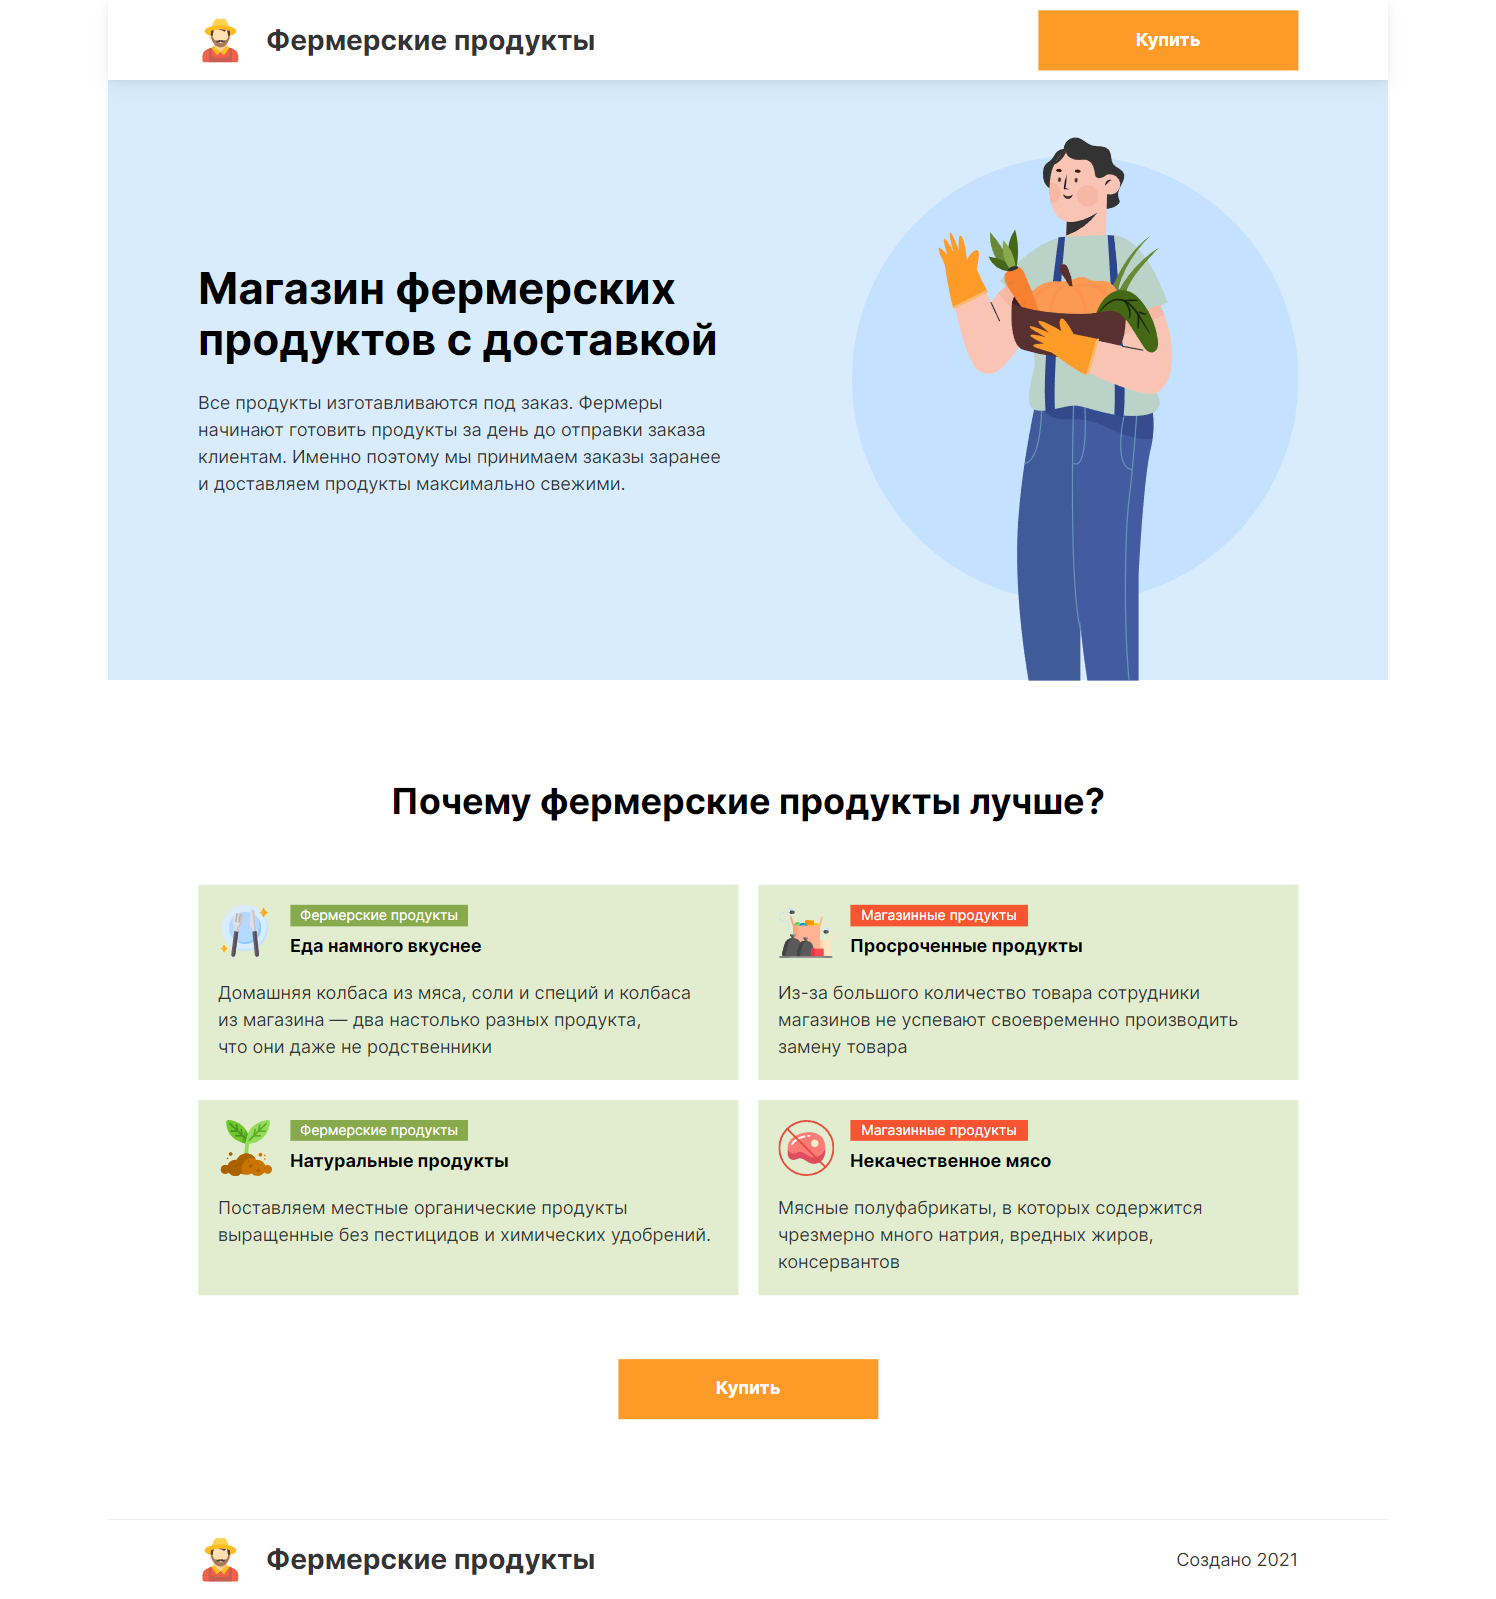 Фермерские продукты
Купить
Магазин фермерских
продуктов с доставкой
Все продукты изготавливаются под заказ. Фермеры
начинают готовить продукты за день до отправки заказа
клиентам. Именно поэтому мы принимаем заказы заранее
и доставляем продукты максимально свежими.
Почему фермерские продукты лучше?
Фермерские продукты
Еда намного вкуснее
Домашняя колбаса из мяса, соли и специй и колбаса
из магазина — два настолько разных продукта,
что они даже не родственники
Магазинные продукты
Просроченные продукты
Из-за большого количество товара сотрудники
магазинов не успевают своевременно производить
замену товара
Фермерские продукты
Натуральные продукты
Поставляем местные органические продукты
выращенные без пестицидов и химических удобрений.
Магазинные продукты
Некачественное мясо
Мясные полуфабрикаты, в которых содержится
чрезмерно много натрия, вредных жиров,
консервантов
Купить
Фермерские продукты
Создано 2021